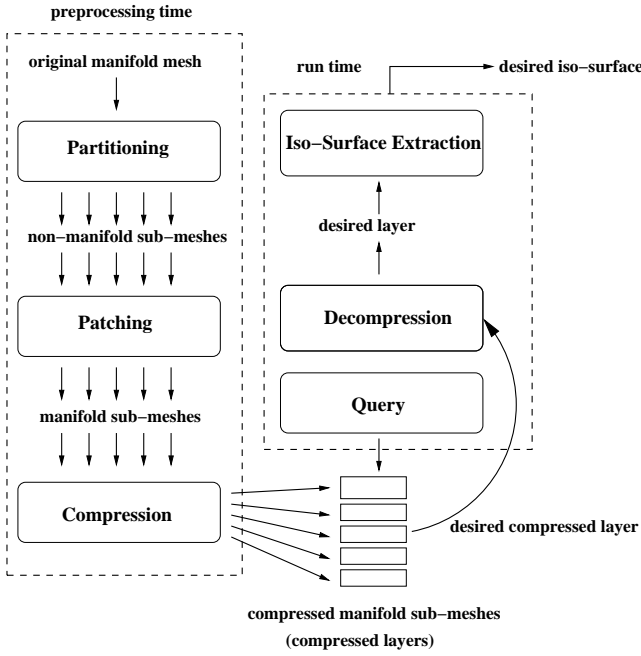 preprocessing time
original manifold mesh
Partitioning
non-manifold sub-meshes
Patching
manifold sub-meshes
Compression
run time
desired iso-surface
Iso-Surface Extraction
desired layer
Decompression
Query
desired compressed layer
compressed manifold sub-meshes
(compressed layers)